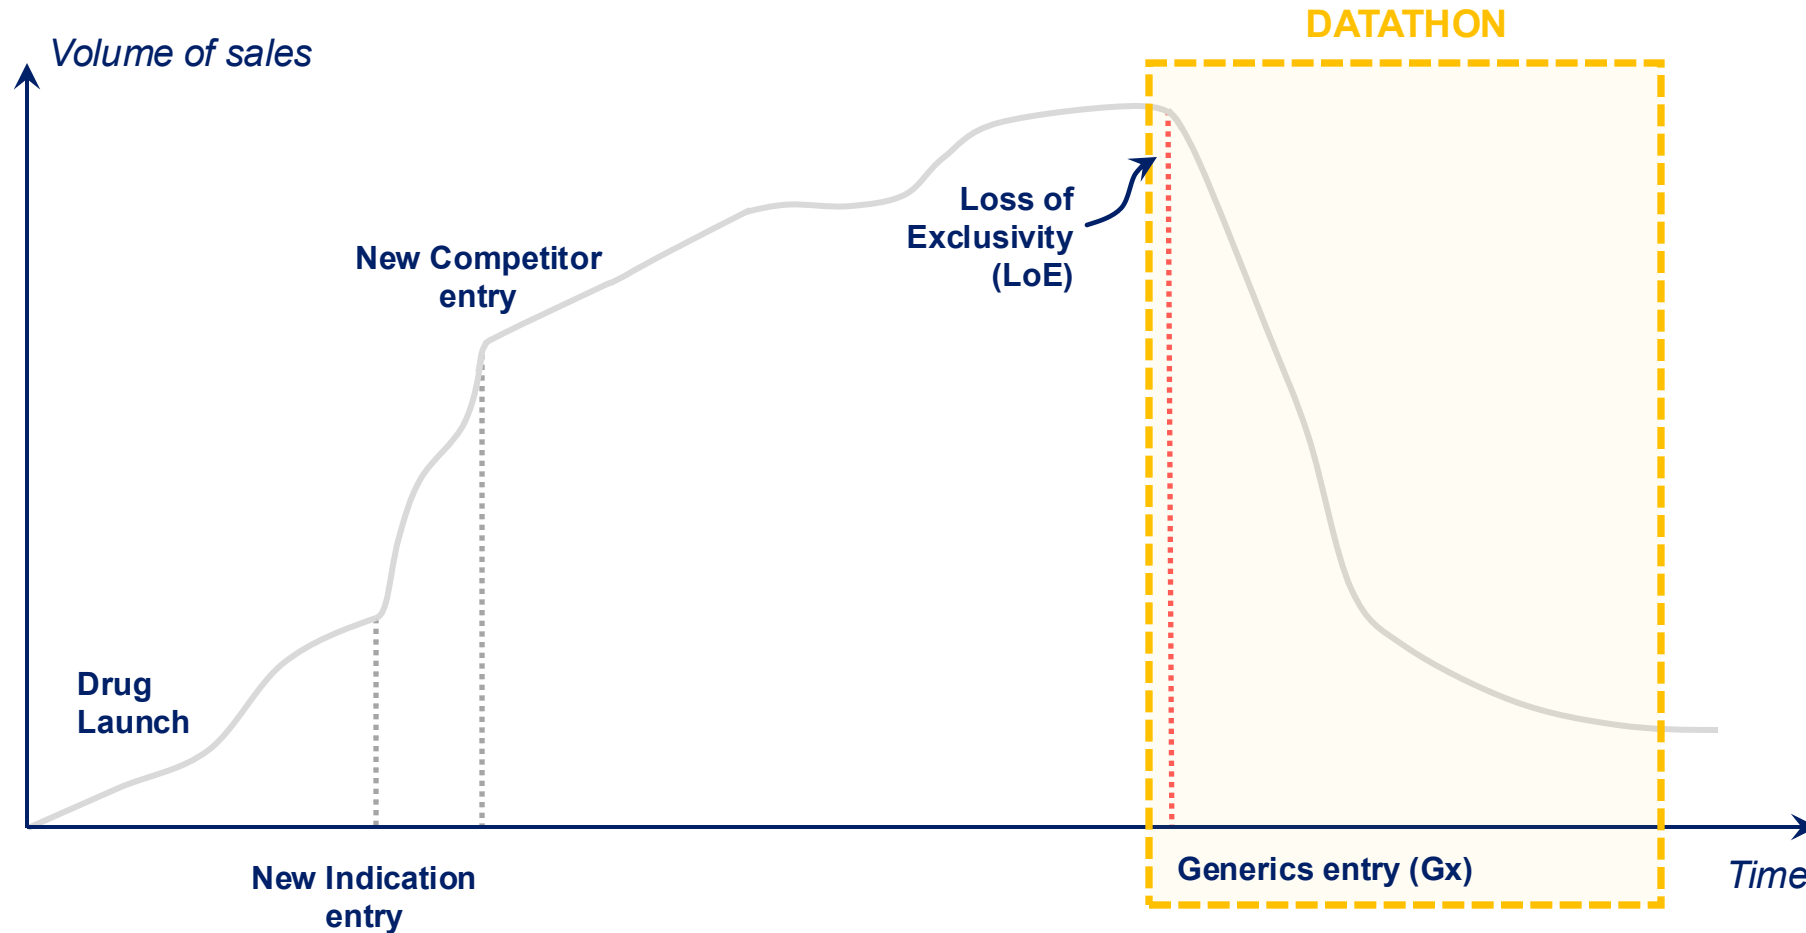 DATATHON
Volume of sales
Loss of
Exclusivity
(LoE)
New Competitor
entry
Drug
Launch
Generics entry (Gx)
Time
New Indication
entry